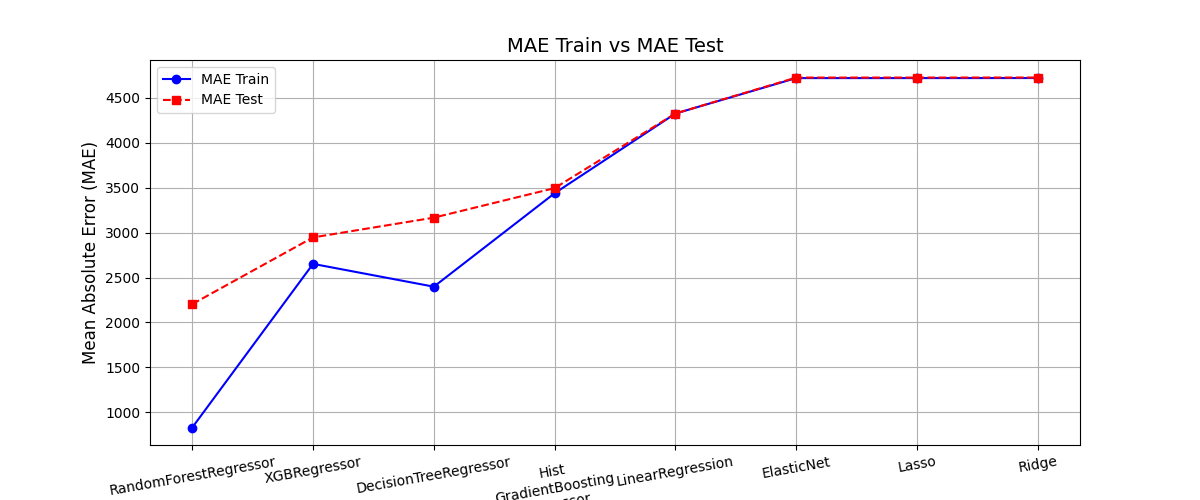 MAE Train vs MAE Test
MAE Train
MAE Test
Mean Absolute Error (MAE)
4500
4000
3500
3000
2500
2000
1500
1000
RandomForestRegressor
XGBRegressor
DecisionTreeRegressor
Hist
GradientBoosting
LinearRegression
ElasticNet
Lasso
Ridge